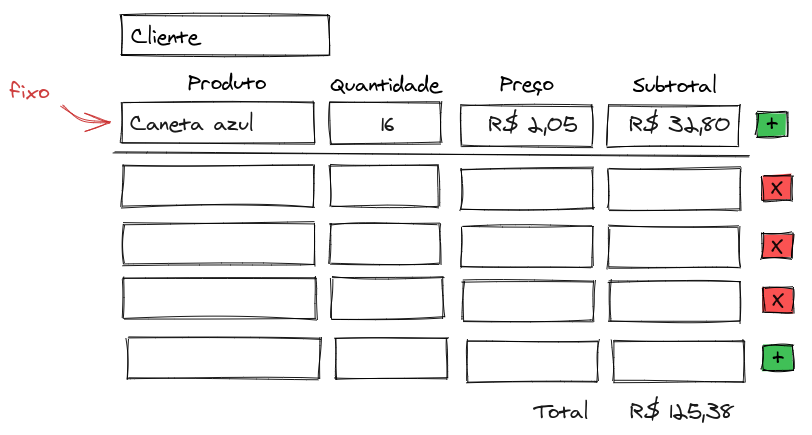 Cliente
Produto Quantidade Preço Subtotal
fixo
Caneta azul 16 R$ 2,05 R$ 32,80 +
x
x
x
+
Total R$ 125,38